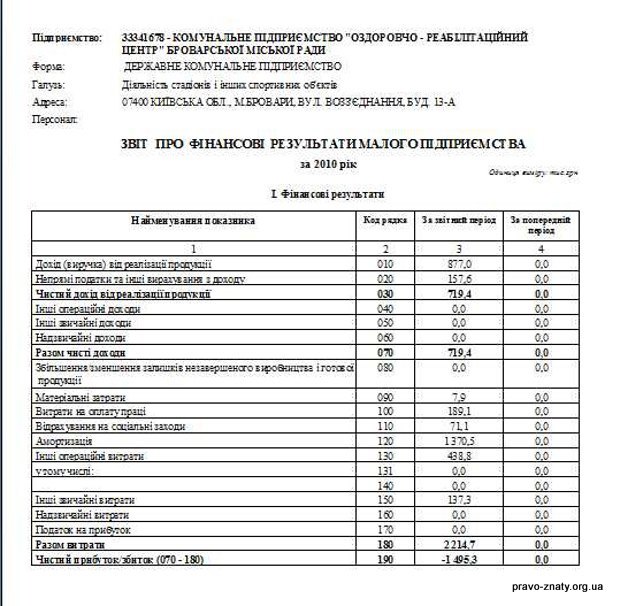 Підприємство: 33341678 - КОМУНАЛЬНЕ ПІДПРИЄМСТВО "ОЗДОРОВЧО - РЕАБІЛІТАЦІЙНИЙ
ЦЕНТР" БРОВАРСЬКОЇ МІСЬКОЇ РАДИ
Форма: ДЕРЖАВНЕ КОМУНАЛЬНЕ ПІДПРИЄМСТВО
Галузь: Діяльність стадіонів і інших спортивних об'єктів
Адреса: 07400 КИЇВСЬКА ОБЛ., М.БРОВАРИ, ВУЛ. ВОЗЗ'ЄДНАННЯ, БУД. 13-А
Персонал:
ЗВІТ ПРО ФІНАНСОВІ РЕЗУЛЬТАТИ МАЛОГО ПІДПРИЄМСТВА
за 2010 рік
Одиниця виміру: тис.грн
I. Фінансові результати
Найменування показника Код рядка За звітний період За попередній
період
1 2 3 4
Дохід (виручка) від реалізації продукції 010 877,0 0,0
Непрямі податки та інші вирахування з доходу 020 157,6 0,0
Чистий дохід від реалізації продукції 030 719,4 0,0
Інші операційні доходи 040 0,0 0,0
Інші звичайні доходи 050 0,0 0,0
Надзвичайні доходи 060 0,0 0,0
Разом чисті доходи 070 719,4 0,0
Збільшення/зменшення залишків незавершеного виробництва і готової 080 0,0 0,0
продукції
Матеріальні затрати 090 7,9 0,0
Витрати на оплату праці 100 189,1 0,0
Відрахування на соціальні заходи 110 71,1 0,0
Амортизація 120 1 370,5 0,0
Інші операційні витрати 130 438,8 0,0
у тому числі: 131 0,0 0,0
140 0,0 0,0
Інші звичайні витрати 150 137,3 0,0
Надзвичайні витрати 160 0,0 0,0
Податок на прибуток 170 0,0 0,0
Разом витрати 180 2 214,7 0,0
Чистий прибуток/збиток (070 - 180) 190 -1 495,3 0,0
pravo-znaty.org.ua